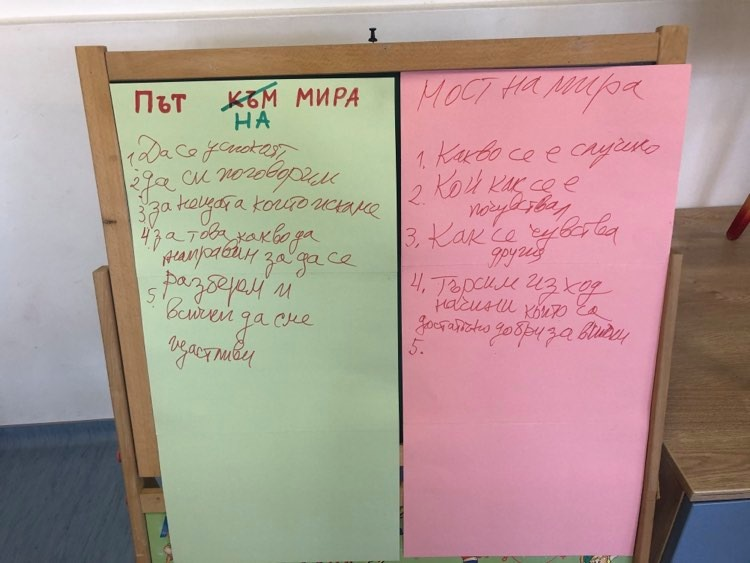 ПЪТ КЪМ МИРА
НА
1. Да се успокоят
2. да си поговорим
3. за нещата които искаме
4. за това какво да
направим за да се
разберем и
5. всички да сме
щастливи
Мост на мира
1. Какво се е случило
2. Кой как се е
почувствал
3. Как се чувства
другия
4. Търсим изход
начини които са
достатъчно добри за всички
5.